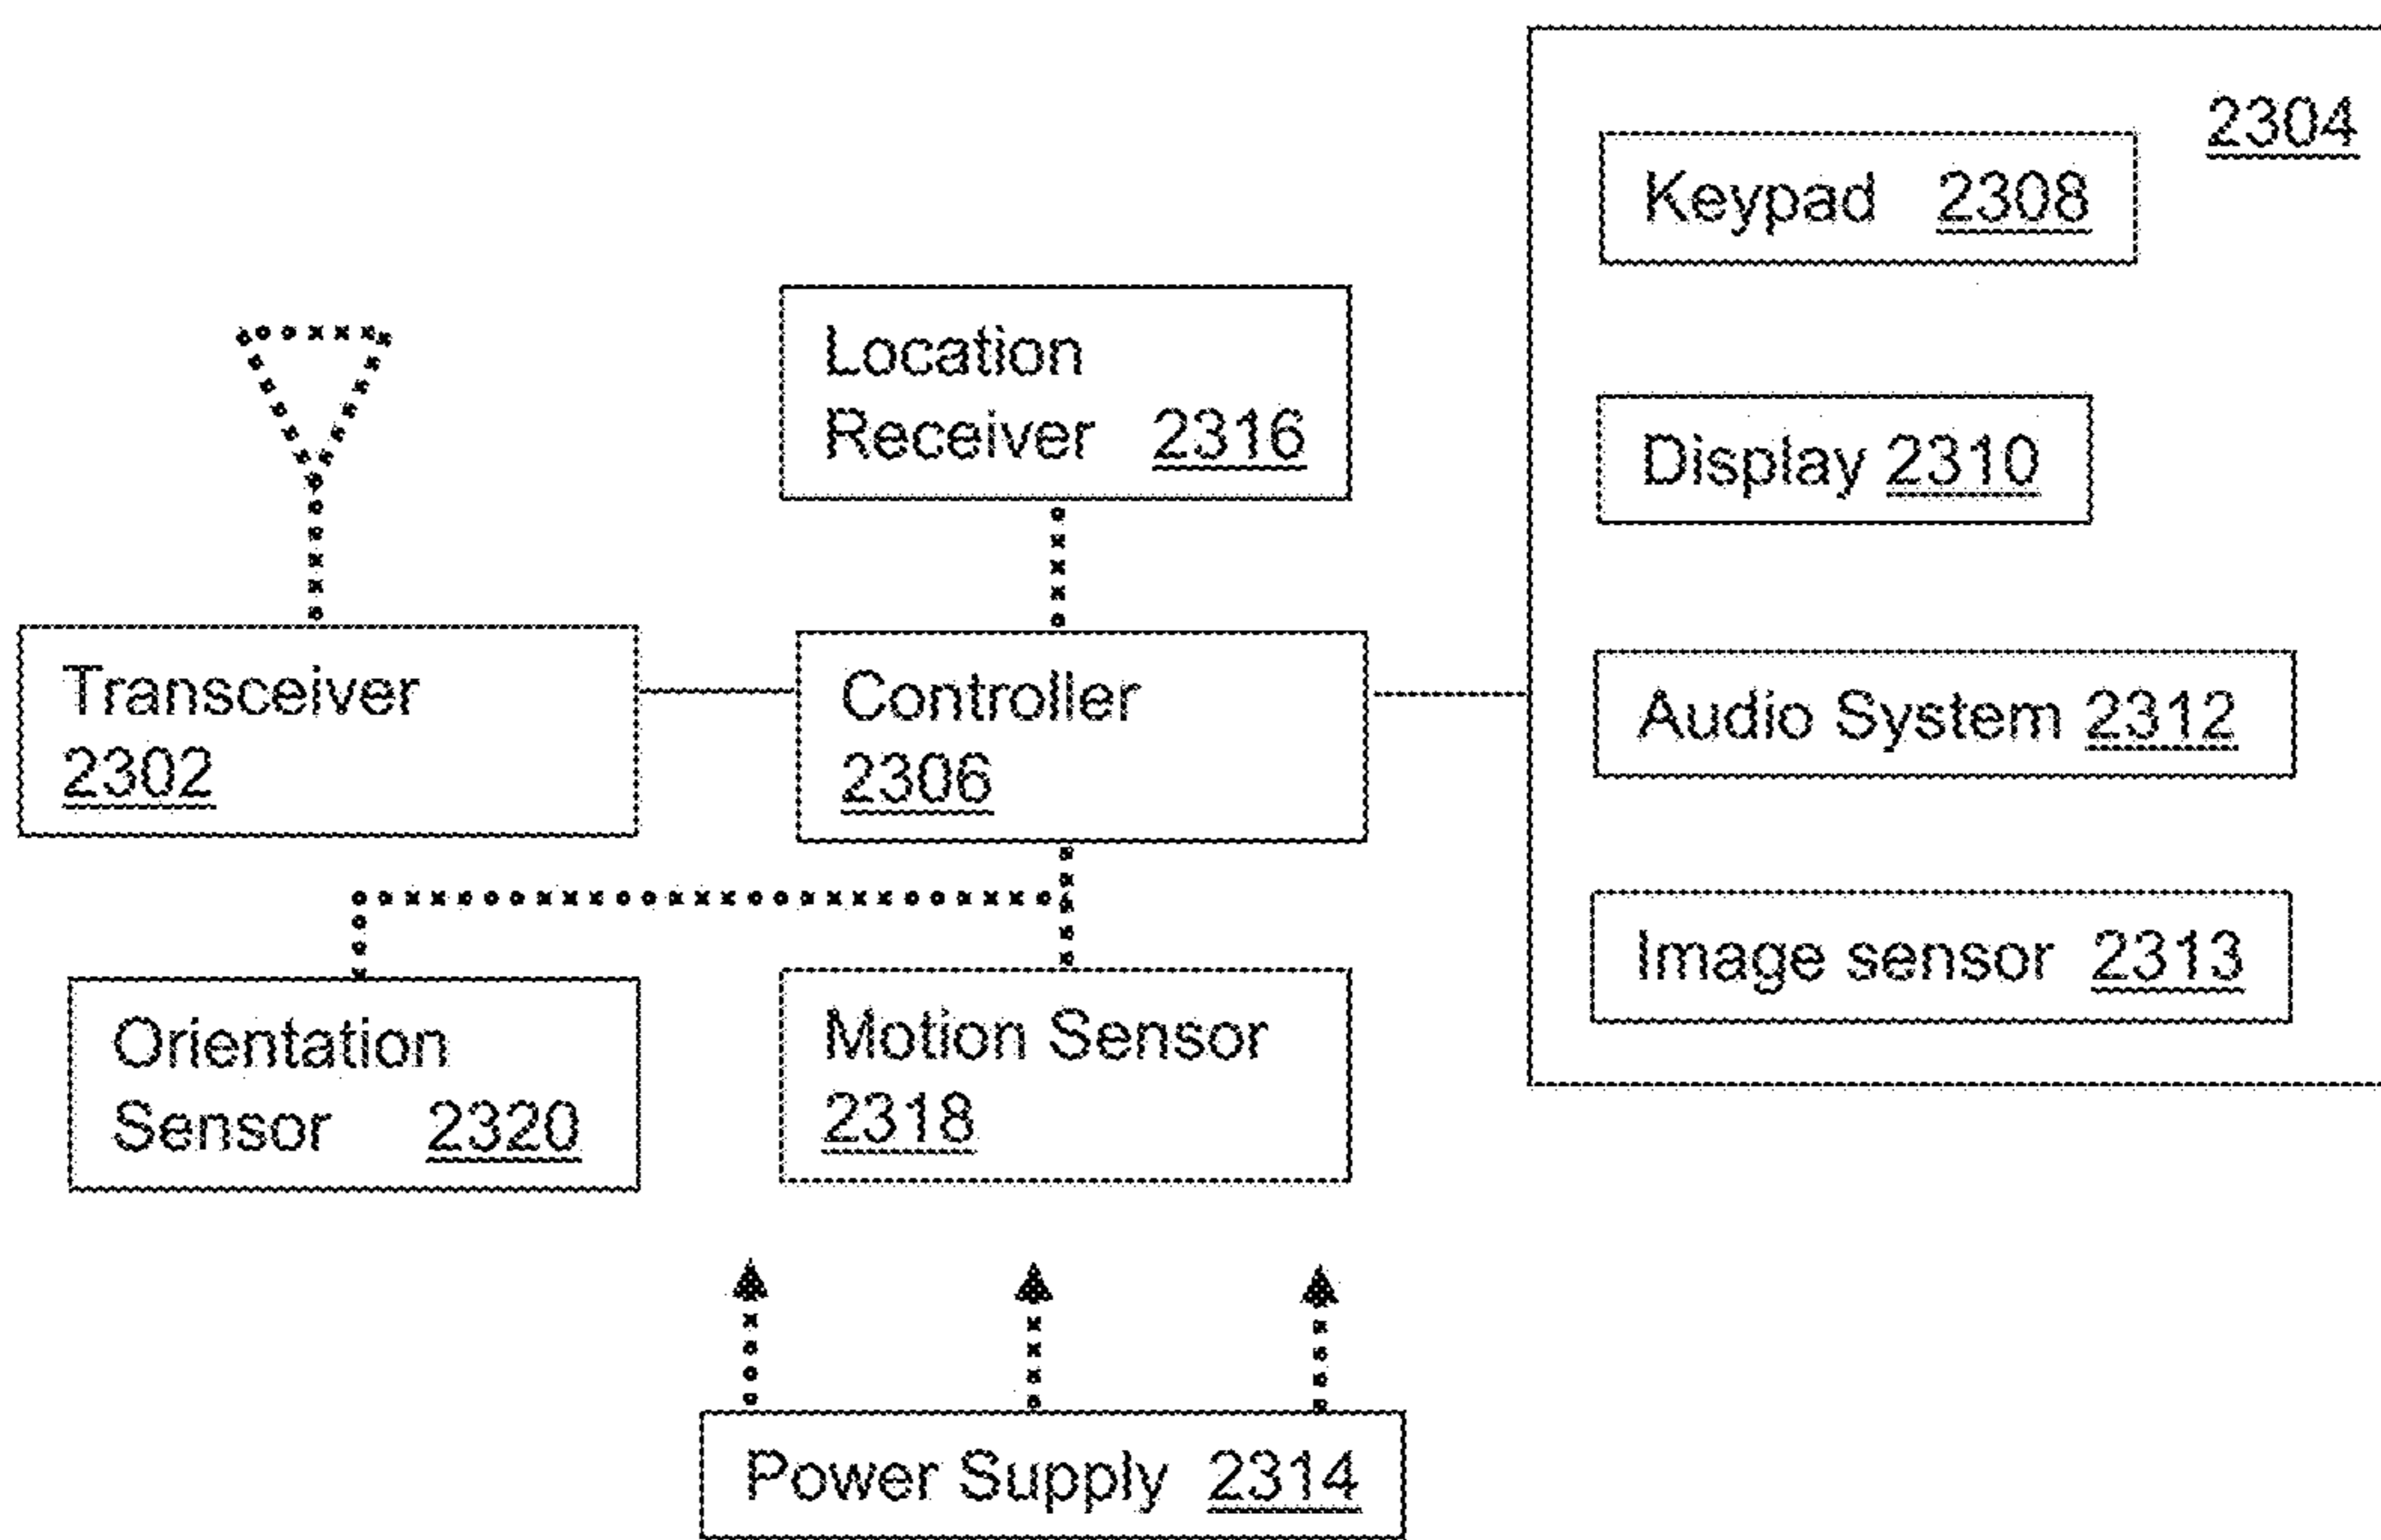 2304
Keypad 2308
Location
Receiver 2316
Display 2310
Transceiver
2302
Controller
2306
Audio System 2312
Image sensor 2313
Orientation
Sensor 2320
Motion Sensor
2318
Power Supply 2314